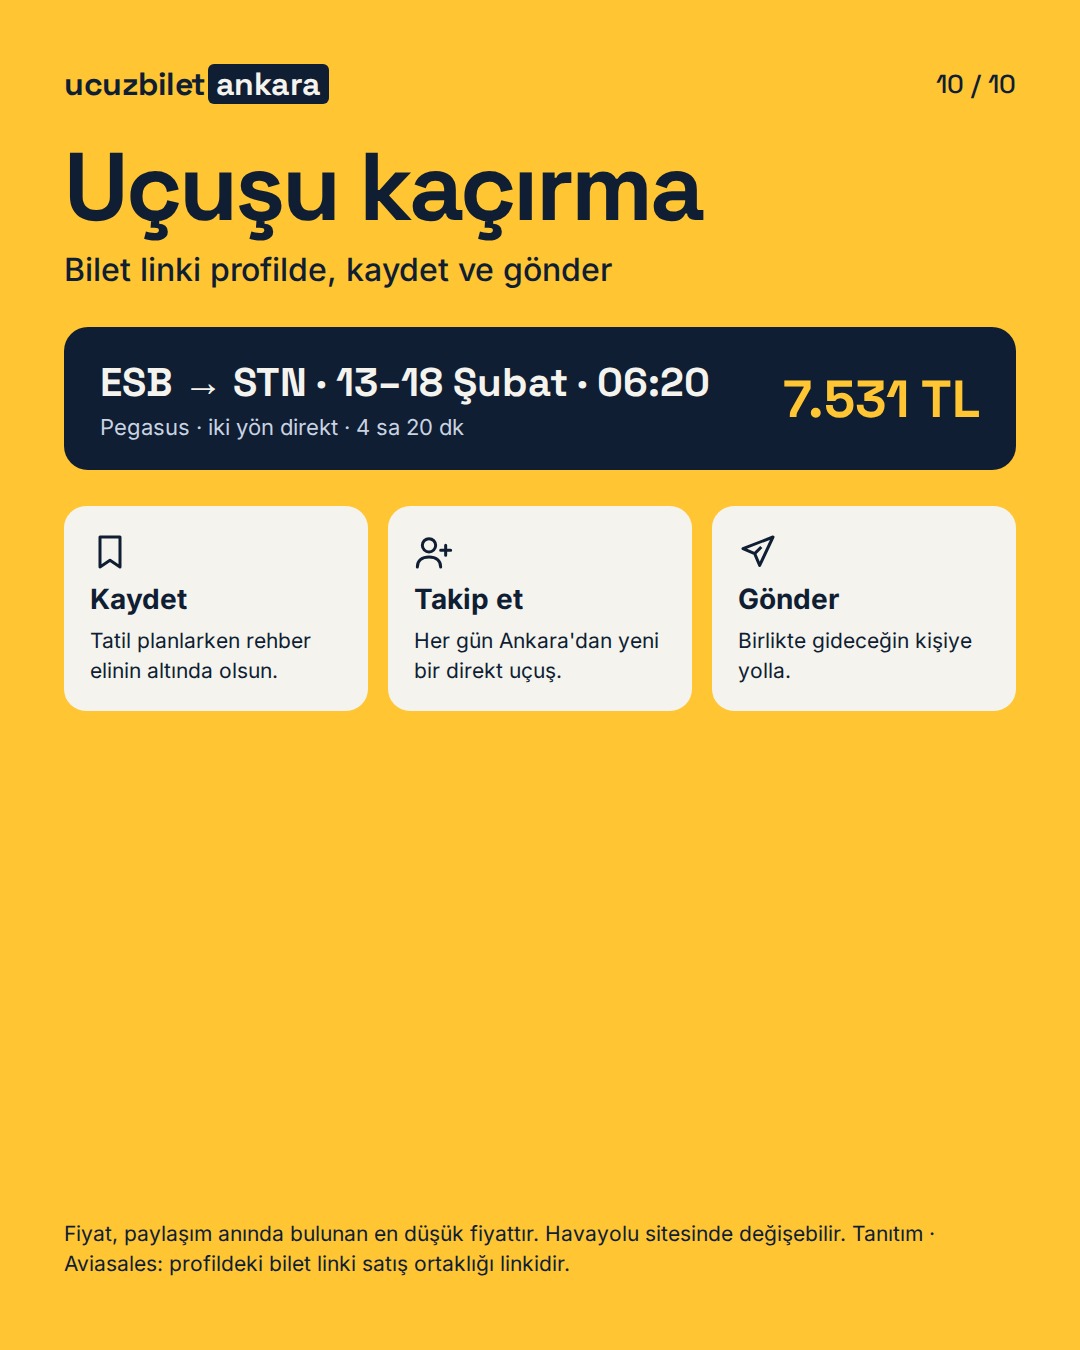 ucuzbilet ankara
10 / 10
Uçuşu kaçırma
Bilet linki profilde, kaydet ve gönder
ESB → STN · 13–18 Şubat · 06:20
7.531 TL
Pegasus · iki yön direkt · 4 sa 20 dk
Kaydet
Tatil planlarken rehber
elinin altında olsun.
Takip et
Her gün Ankara'dan yeni
bir direkt uçuş.
Gönder
Birlikte gideceğin kişiye
yolla.
Fiyat, paylaşım anında bulunan en düşük fiyattır. Havayolu sitesinde değişebilir. Tanıtım ·
Aviasales: profildeki bilet linki satış ortaklığı linkidir.